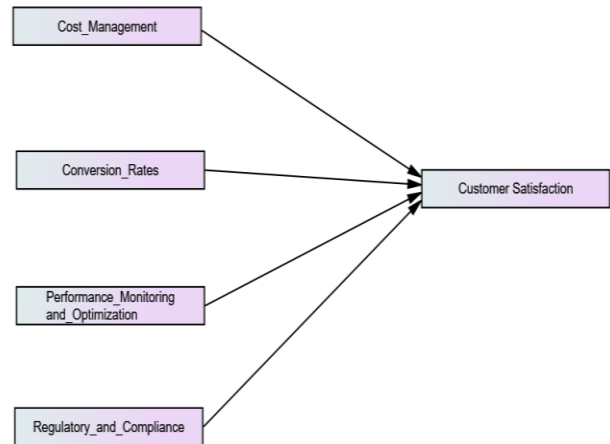 Cost_Management
Conversion_Rates
Customer Satisfaction
Performance_Monitoring
and_Optimization
Regulatory_and_Compliance